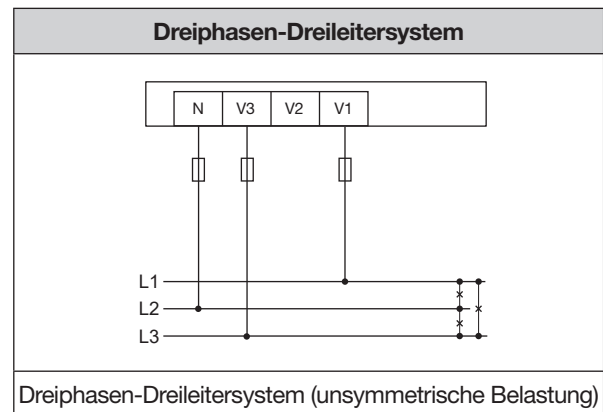 Dreiphasen-Dreileitersystem
N V3 V2 V1
L1
L2
L3
Dreiphasen-Dreileitersystem (unsymmetrische Belastung)